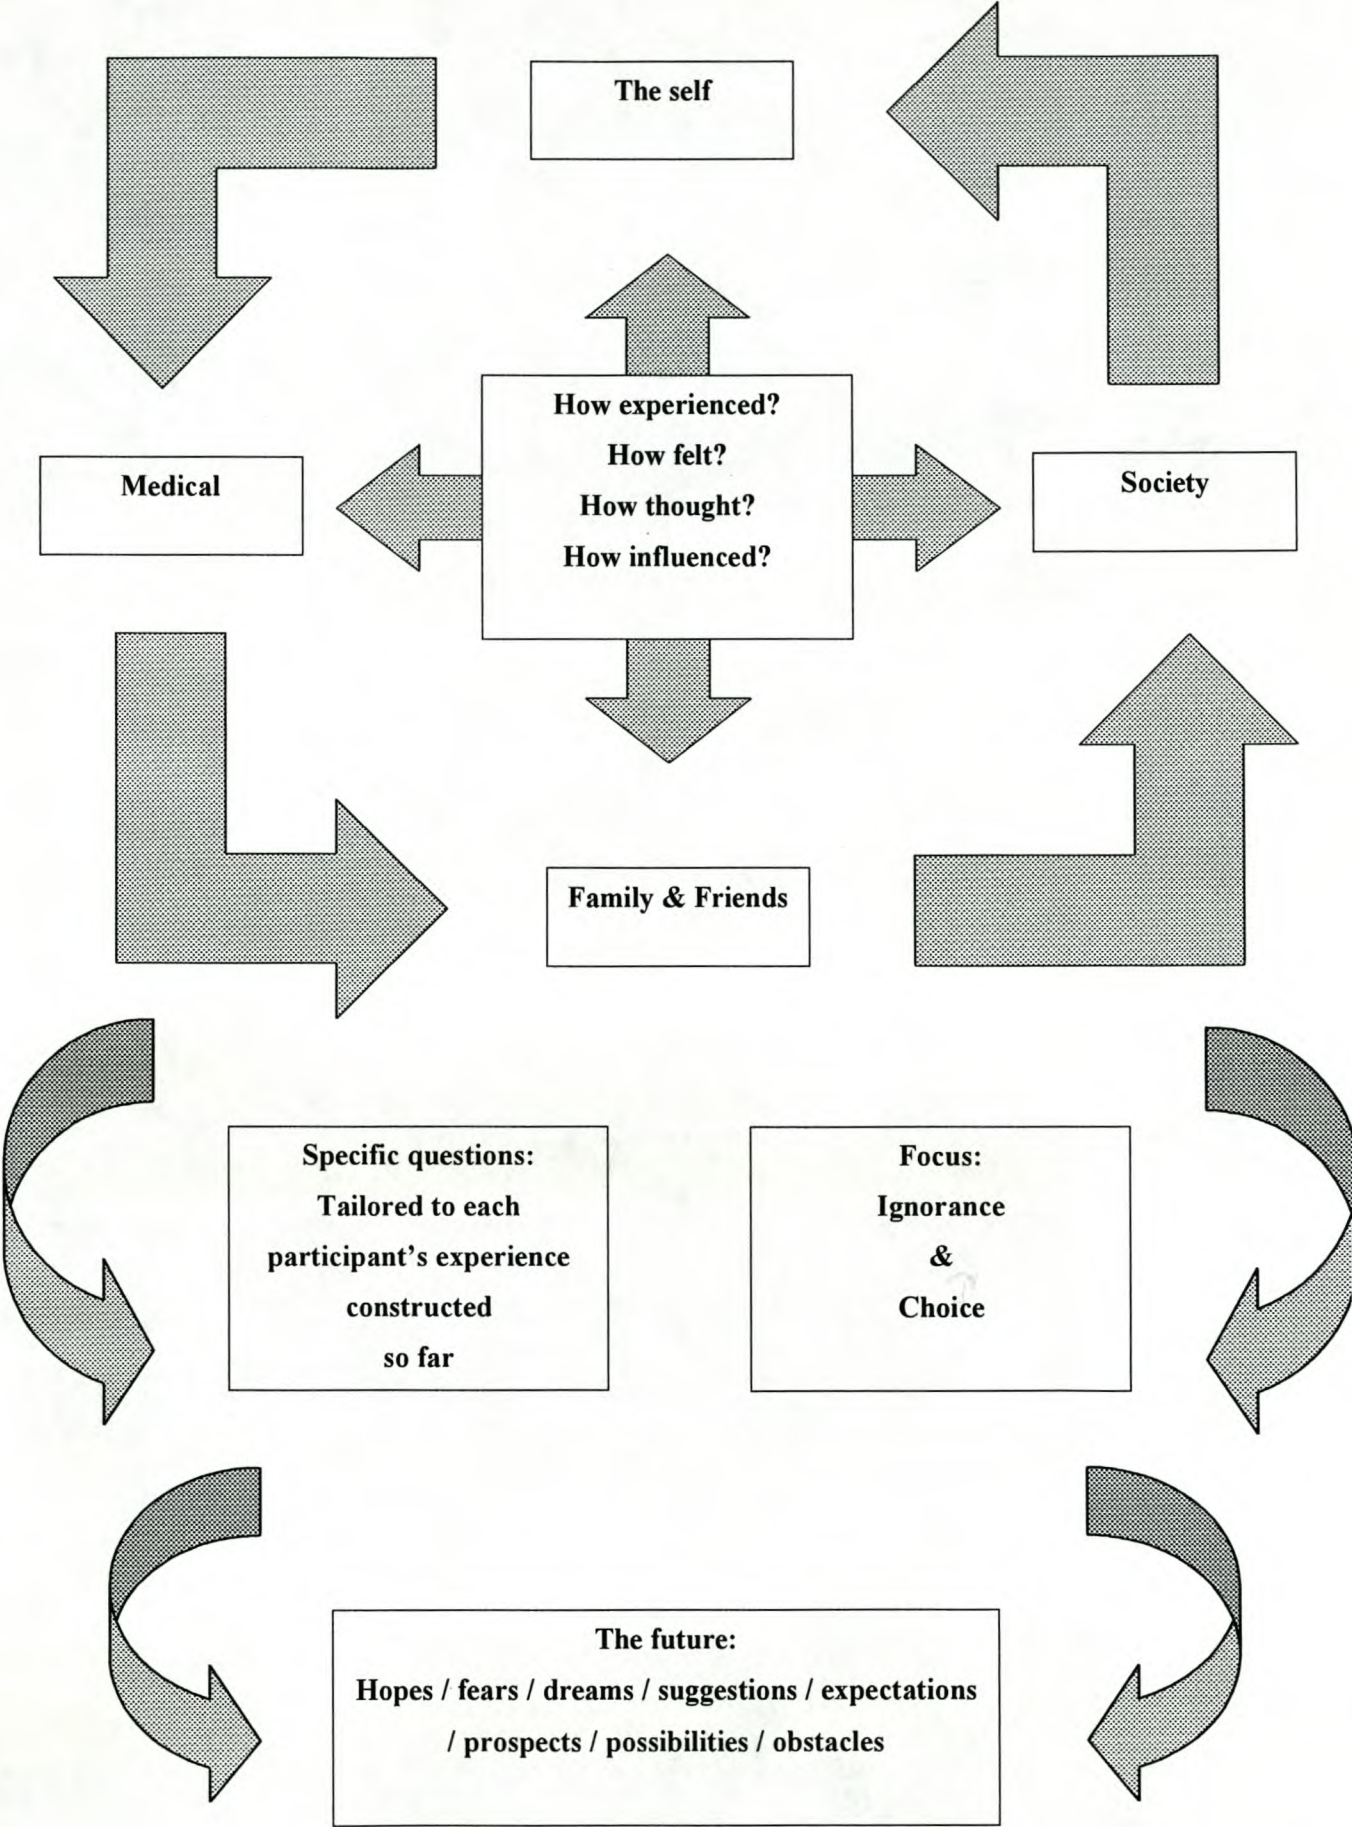 The self
How experienced?
How felt?
How thought?
How influenced?
Medical
Society
Family & Friends
Specific questions:
Tailored to each
participant's experience
constructed
so far
Focus:
Ignorance
&
Choice
The future:
Hopes / fears / dreams / suggestions / expectations
/ prospects / possibilities / obstacles